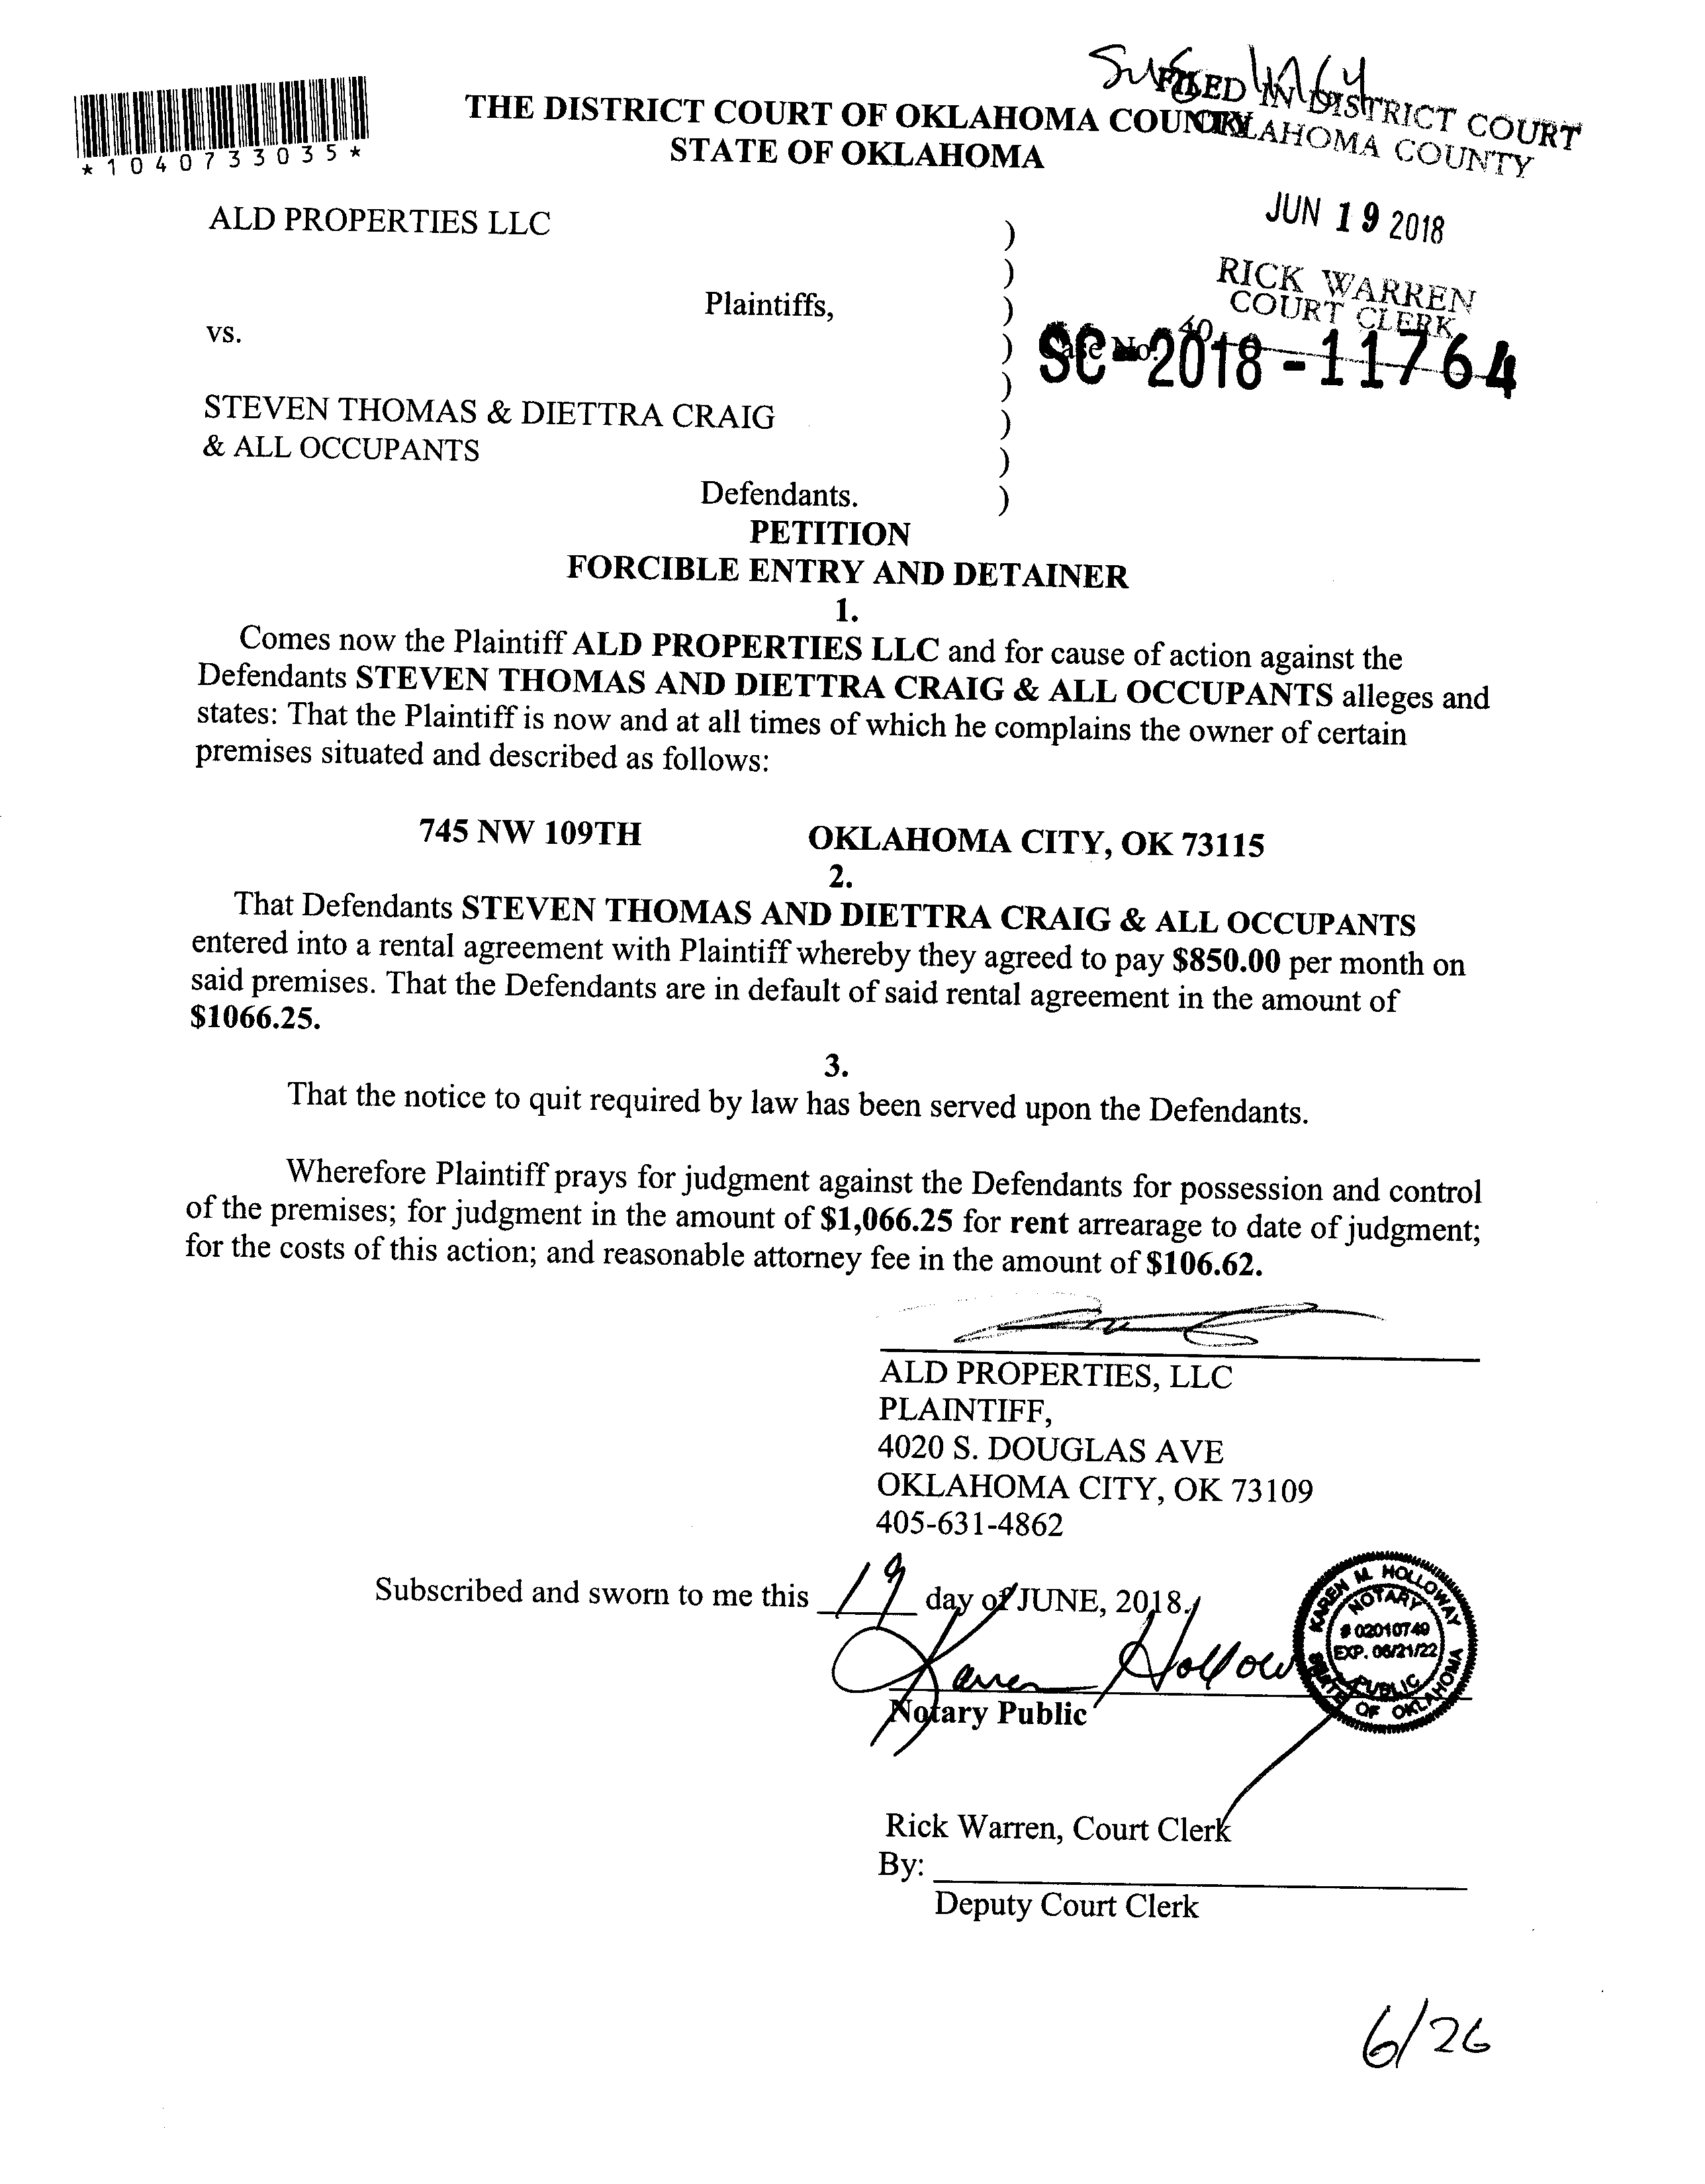 *1040733035*
THE DISTRICT COURT OF OKLAHOMA COUNTY
STATE OF OKLAHOMA
FILED IN DISTRICT COURT
OKLAHOMA COUNTY
JUN 19 2018
RICK WARREN
COURT CLERK
40
ALD PROPERTIES LLC )
)
Plaintiffs, )
vs. ) Case No.
SC-2018-11764
)
STEVEN THOMAS & DIETTRA CRAIG )
& ALL OCCUPANTS )
Defendants. )
PETITION
FORCIBLE ENTRY AND DETAINER
1.
Comes now the Plaintiff ALD PROPERTIES LLC and for cause of action against the
Defendants STEVEN THOMAS AND DIETTRA CRAIG & ALL OCCUPANTS alleges and
states: That the Plaintiff is now and at all times of which he complains the owner of certain
premises situated and described as follows:
745 NW 109TH OKLAHOMA CITY, OK 73115
2.
That Defendants STEVEN THOMAS AND DIETTRA CRAIG & ALL OCCUPANTS
entered into a rental agreement with Plaintiff whereby they agreed to pay $850.00 per month on
said premises. That the Defendants are in default of said rental agreement in the amount of
$1066.25.
3.
That the notice to quit required by law has been served upon the Defendants.
Wherefore Plaintiff prays for judgment against the Defendants for possession and control
of the premises; for judgment in the amount of $1,066.25 for rent arrearage to date of judgment;
for the costs of this action; and reasonable attorney fee in the amount of $106.62.
ALD PROPERTIES, LLC
PLAINTIFF,
4020 S. DOUGLAS AVE
OKLAHOMA CITY, OK 73109
405-631-4862
Subscribed and sworn to me this 19 day of JUNE, 2018.
Karen Hollow
Notary Public
KAREN M. HOLLOWAY
NOTARY
# 02010749
EXP. 06/21/22
PUBLIC
STATE OF OKLAHOMA
Rick Warren, Court Clerk
By:
Deputy Court Clerk
6/26